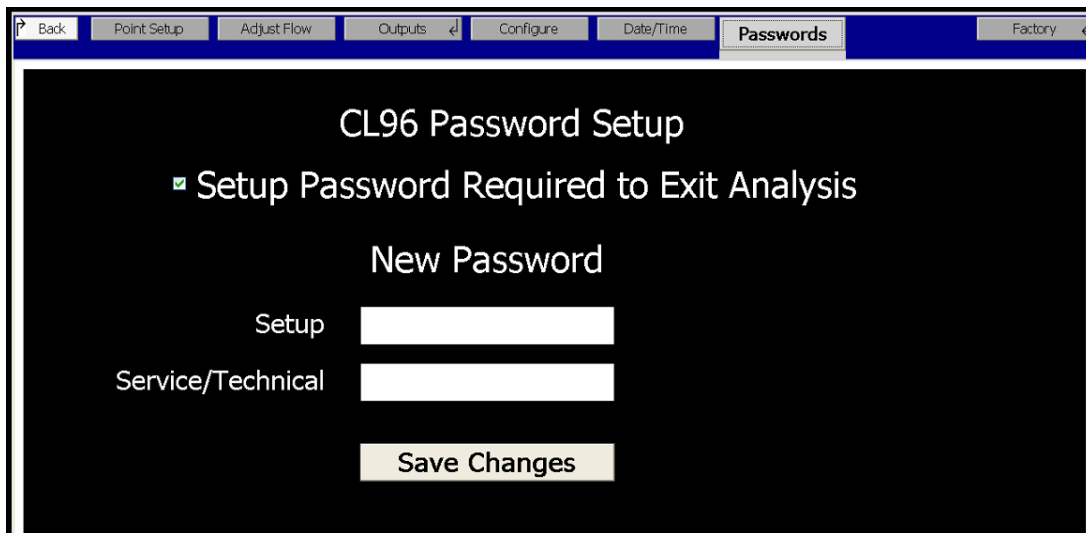 Back Point Setup Adjust Flow Outputs Configure Date/Time Passwords Factory
CL96 Password Setup
Setup Password Required to Exit Analysis
New Password
Setup
Service/Technical
Save Changes